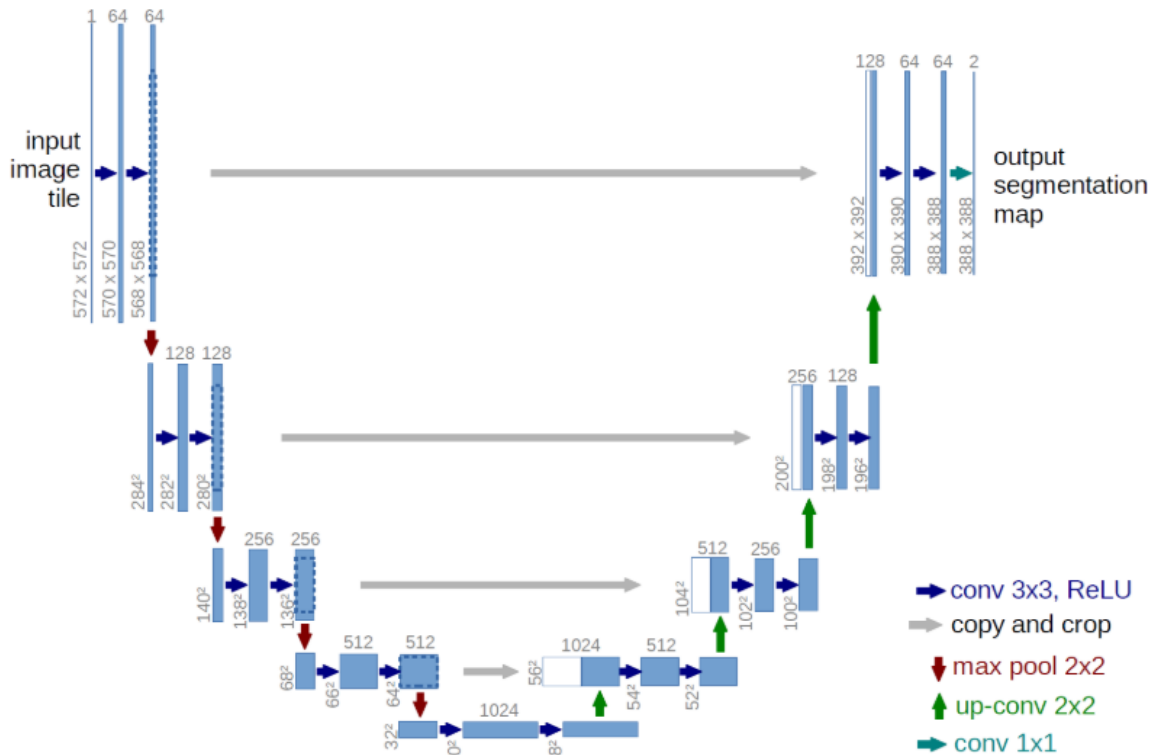 1 64 64
128 64 64 2
input
image
tile
output
segmentation
map
572 x 572
570 x 570
568 x 568
392 x 392
390 x 390
388 x 388
388 x 388
128 128
256 128
284²
282²
280²
200²
198²
196²
256 256
512 256
140²
138²
136²
104²
102²
100²
512 512
1024 512
68²
66²
64²
56²
54²
52²
1024
32²
0²
8²
conv 3x3, ReLU
copy and crop
max pool 2x2
up-conv 2x2
conv 1x1